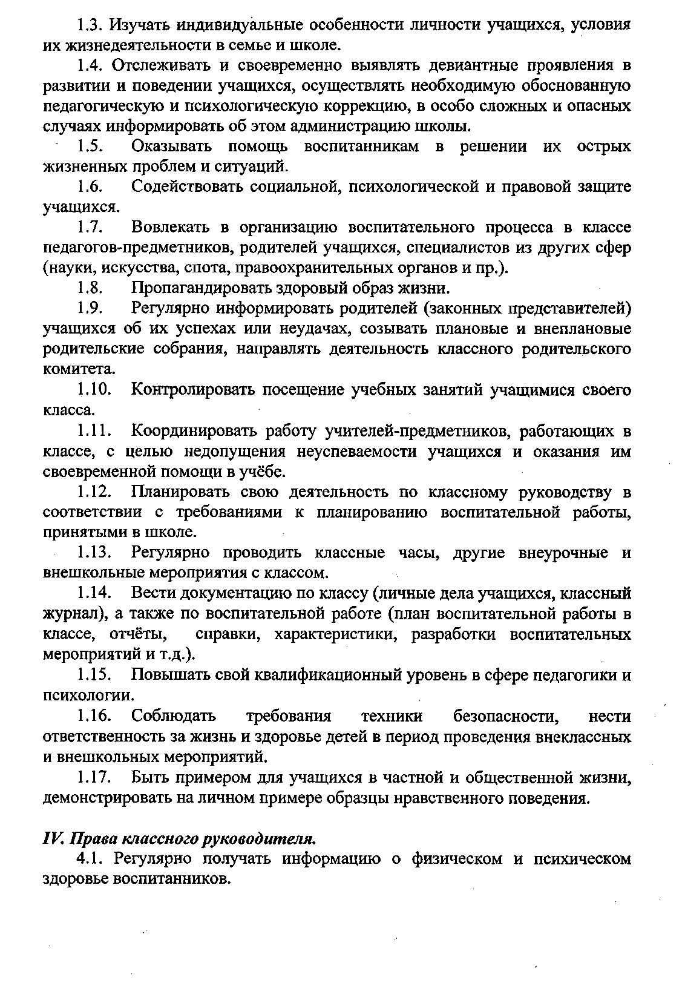 1.3. Изучать индивидуальные особенности личности учащихся, условия
их жизнедеятельности в семье и школе.
1.4. Отслеживать и своевременно выявлять девиантные проявления в
развитии и поведении учащихся, осуществлять необходимую обоснованную
педагогическую и психологическую коррекцию, в особо сложных и опасных
случаях информировать об этом администрацию школы.
1.5. Оказывать помощь воспитанникам в решении их острых
жизненных проблем и ситуаций.
1.6. Содействовать социальной, психологической и правовой защите
учащихся.
1.7. Вовлекать в организацию воспитательного процесса в классе
педагогов-предметников, родителей учащихся, специалистов из других сфер
(науки, искусства, спота, правоохранительных органов и пр.).
1.8. Пропагандировать здоровый образ жизни.
1.9. Регулярно информировать родителей (законных представителей)
учащихся об их успехах или неудачах, созывать плановые и внеплановые
родительские собрания, направлять деятельность классного родительского
комитета.
1.10. Контролировать посещение учебных занятий учащимися своего
класса.
1.11. Координировать работу учителей-предметников, работающих в
классе, с целью недопущения неуспеваемости учащихся и оказания им
своевременной помощи в учёбе.
1.12. Планировать свою деятельность по классному руководству в
соответствии с требованиями к планированию воспитательной работы,
принятыми в школе.
1.13. Регулярно проводить классные часы, другие внеурочные и
внешкольные мероприятия с классом.
1.14. Вести документацию по классу (личные дела учащихся, классный
журнал), а также по воспитательной работе (план воспитательной работы в
классе, отчёты, справки, характеристики, разработки воспитательных
мероприятий и т.д.).
1.15. Повышать свой квалификационный уровень в сфере педагогики и
психологии.
1.16. Соблюдать требования техники безопасности, нести
ответственность за жизнь и здоровье детей в период проведения внеклассных
и внешкольных мероприятий.
1.17. Быть примером для учащихся в частной и общественной жизни,
демонстрировать на личном примере образцы нравственного поведения.
IV. Права классного руководителя.
4.1. Регулярно получать информацию о физическом и психическом
здоровье воспитанников.